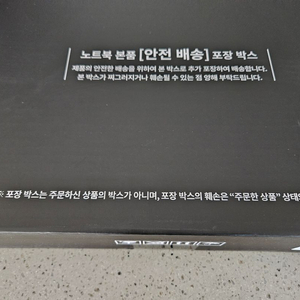 노트북 본품 [안전 배송] 포장 박스
제품의 안전한 배송을 위하여 본 박스로 추가 포장하여 배송합니다.
본 박스가 찌그러지거나 훼손될 수 있는 점 양해 부탁드립니다.
※ 포장 박스는 주문하신 상품의 박스가 아니며, 포장 박스의 훼손은 “주문한 상품” 상태와